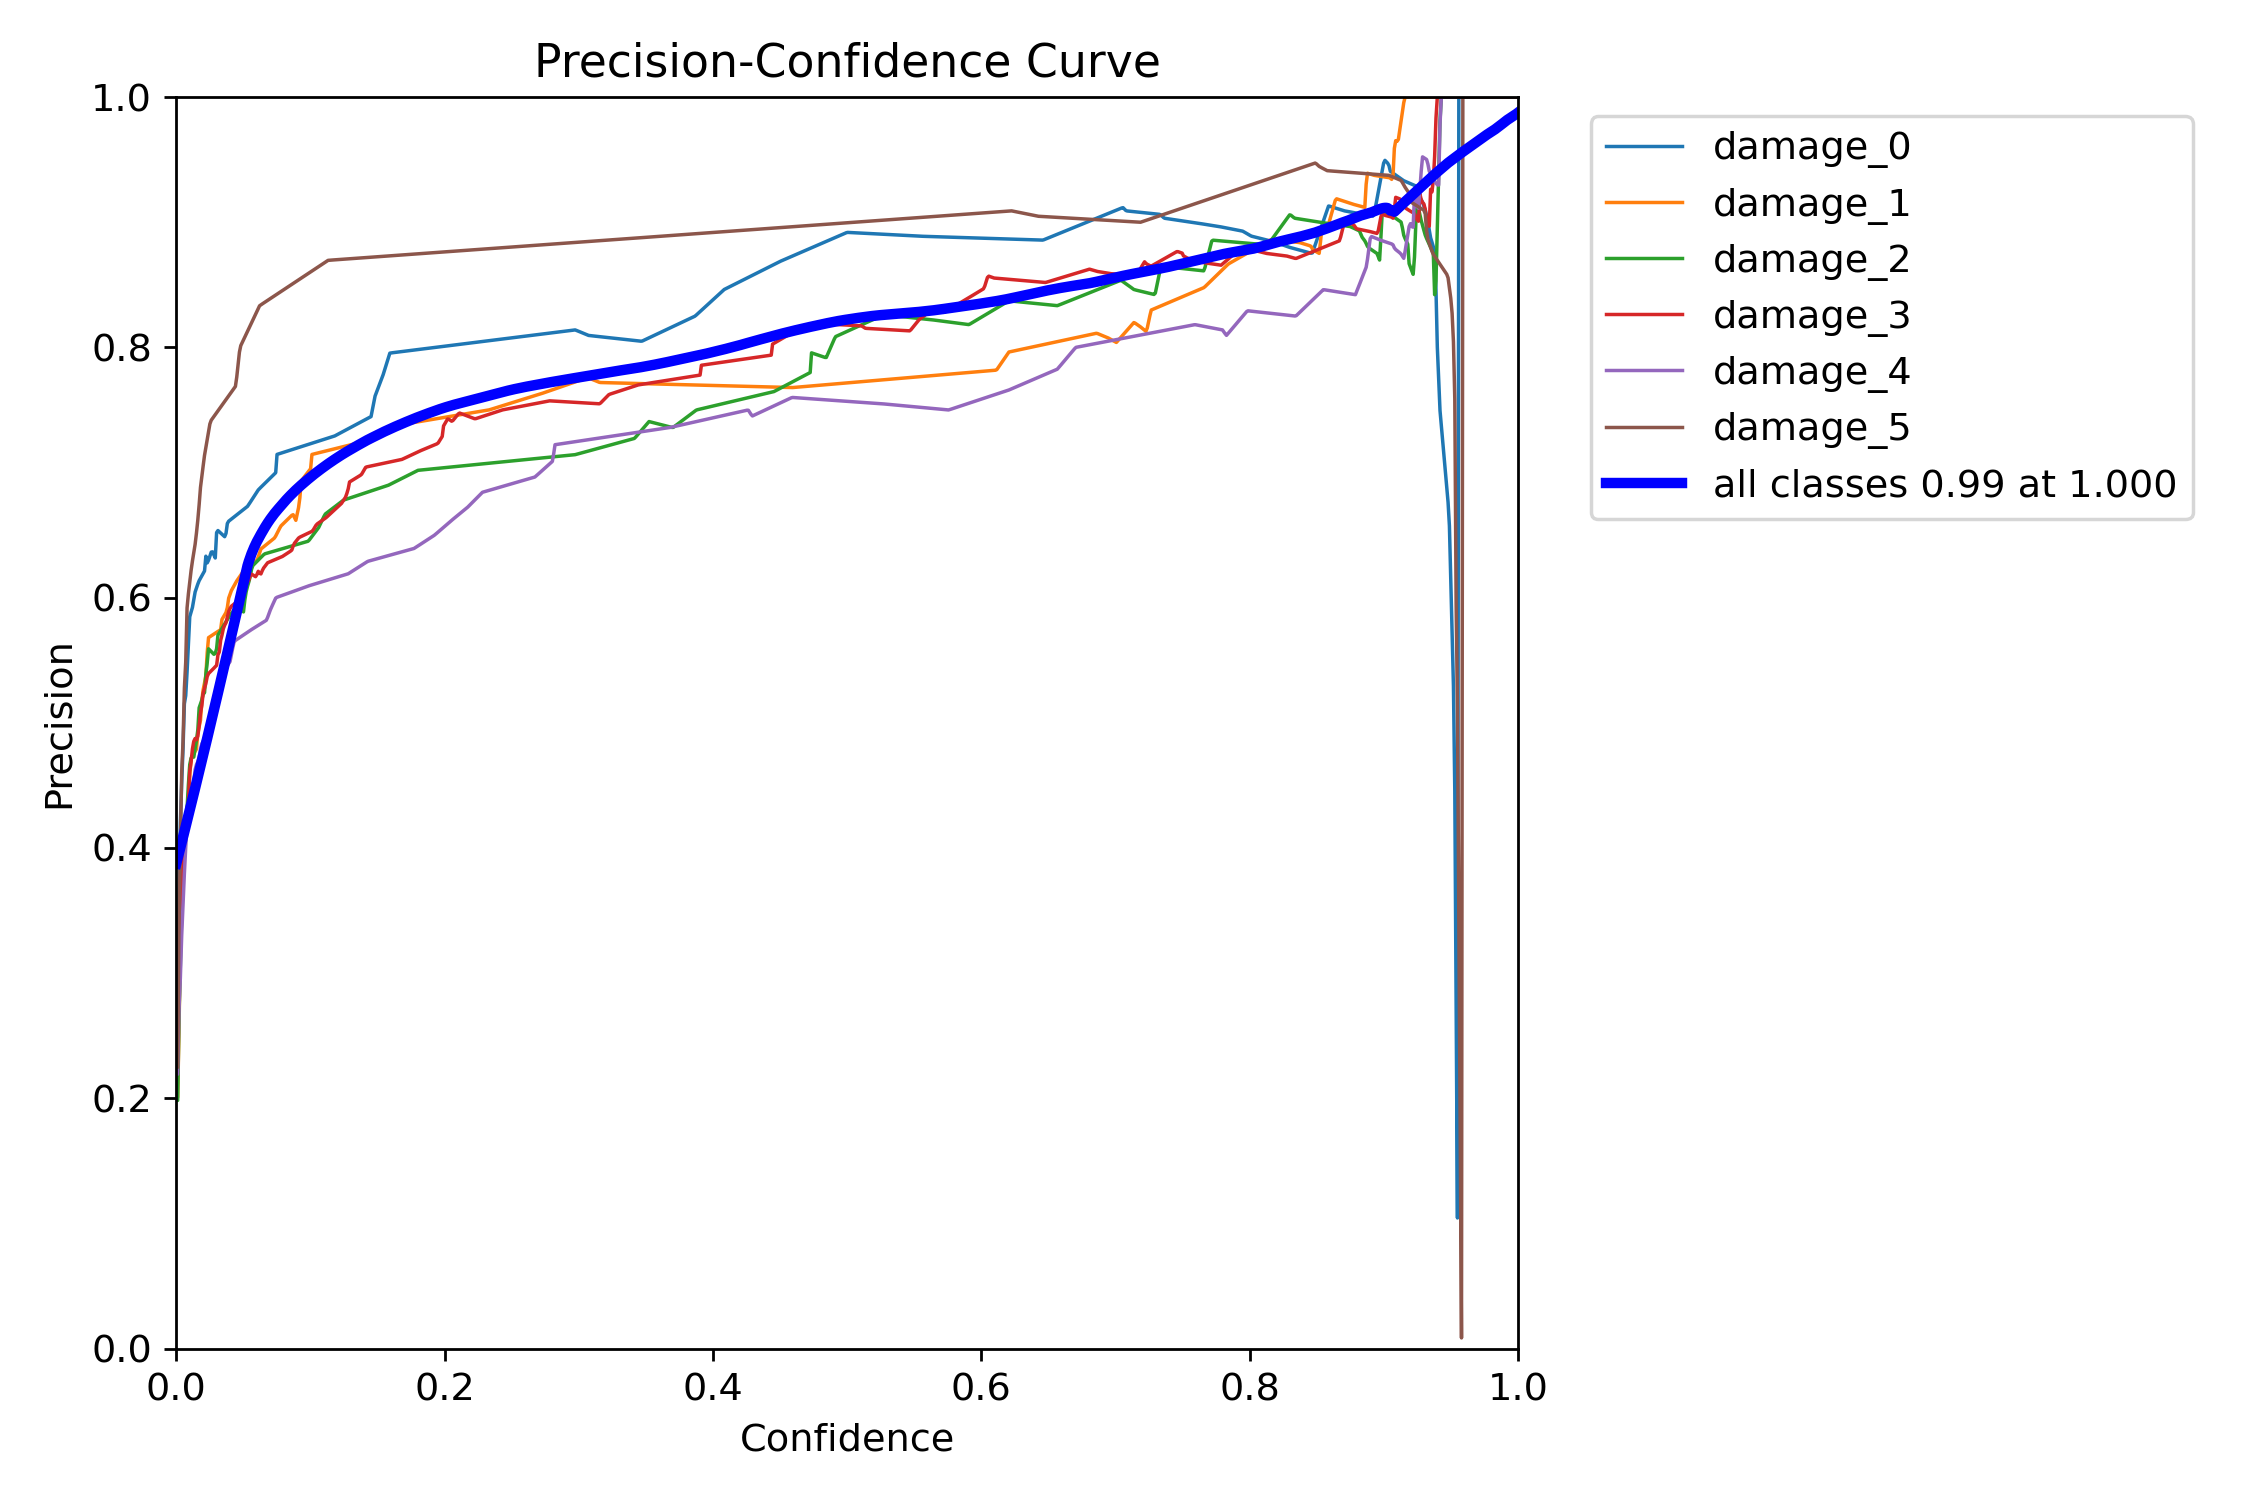 Precision-Confidence Curve
1.0
0.8
0.6
0.4
0.2
0.0
Precision
0.0 0.2 0.4 0.6 0.8 1.0
Confidence
damage_0
damage_1
damage_2
damage_3
damage_4
damage_5
all classes 0.99 at 1.000